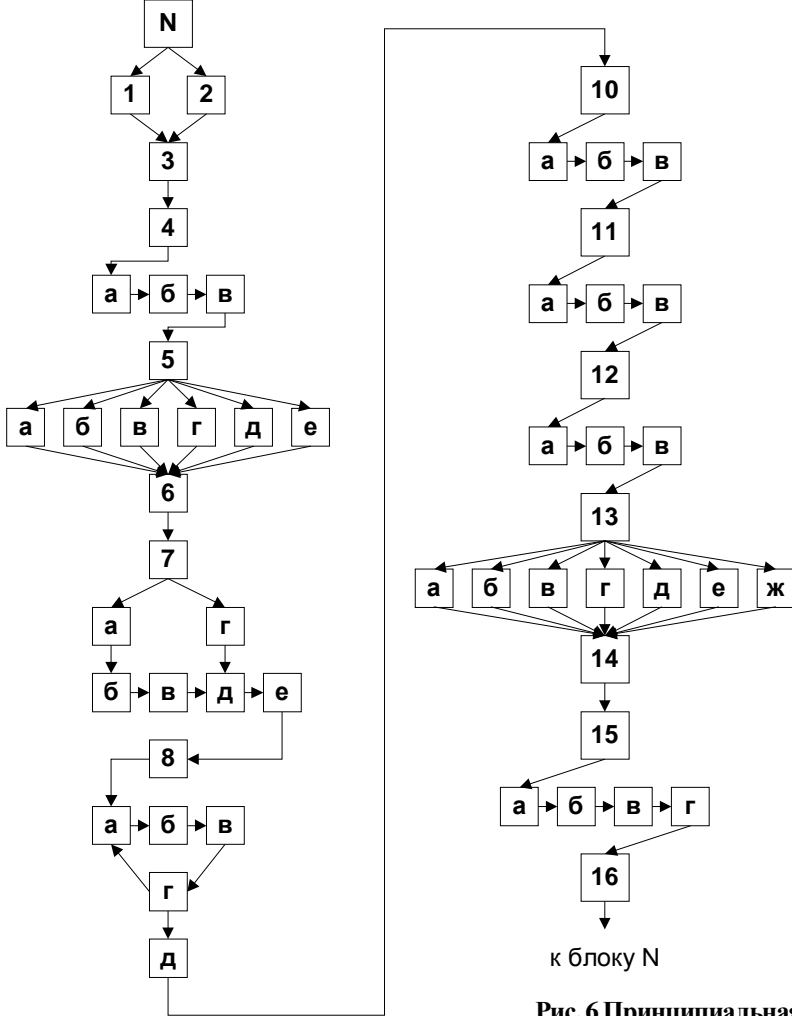 N
1 2
3
4
а б в
5
а б в г д е
6
7
а г
б в д е
8
а б в
г
д
10
а б в
11
а б в
12
а б в
13
а б в г д е ж
14
15
а б в г
16
к блоку N
Рис. 6 Принципиальная